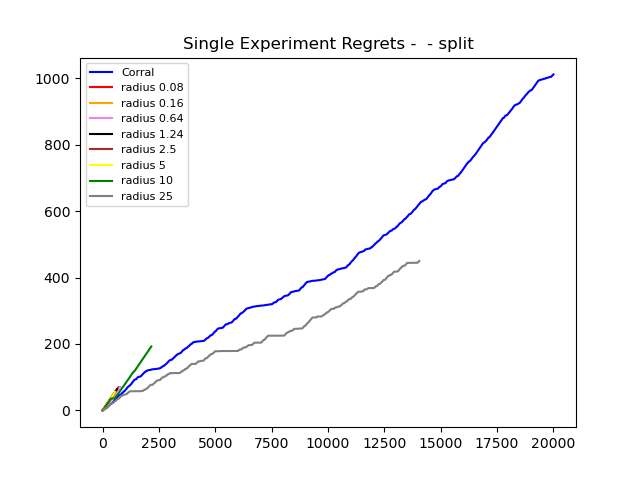 Single Experiment Regrets -  - split
Corral
radius 0.08
radius 0.16
radius 0.64
radius 1.24
radius 2.5
radius 5
radius 10
radius 25
1000
800
600
400
200
0
0 2500 5000 7500 10000 12500 15000 17500 20000